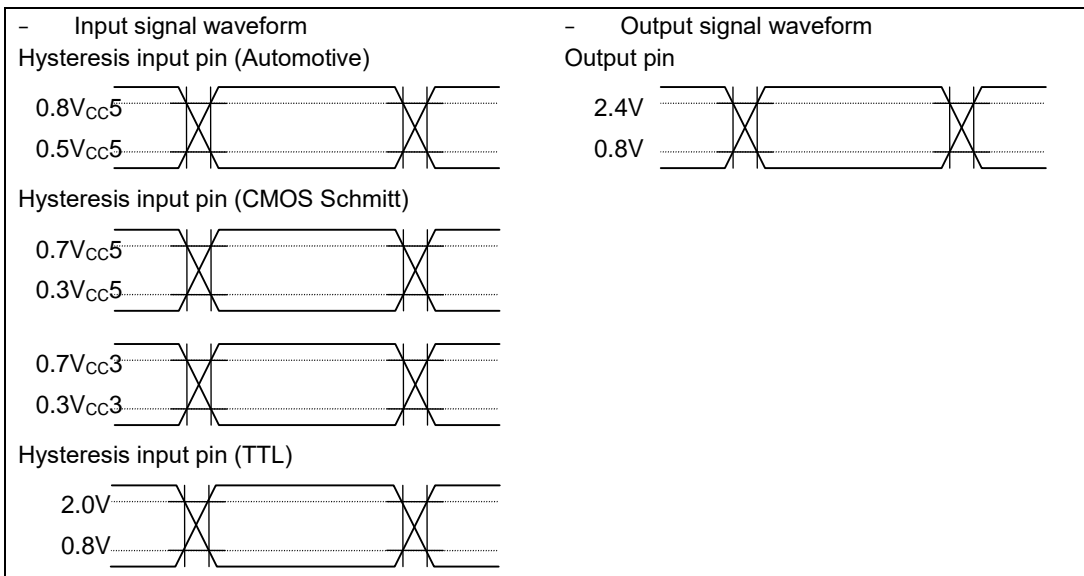 – Input signal waveform
Hysteresis input pin (Automotive)
0.8VCC5
0.5VCC5
Hysteresis input pin (CMOS Schmitt)
0.7VCC5
0.3VCC5
0.7VCC3
0.3VCC3
Hysteresis input pin (TTL)
2.0V
0.8V
– Output signal waveform
Output pin
2.4V
0.8V